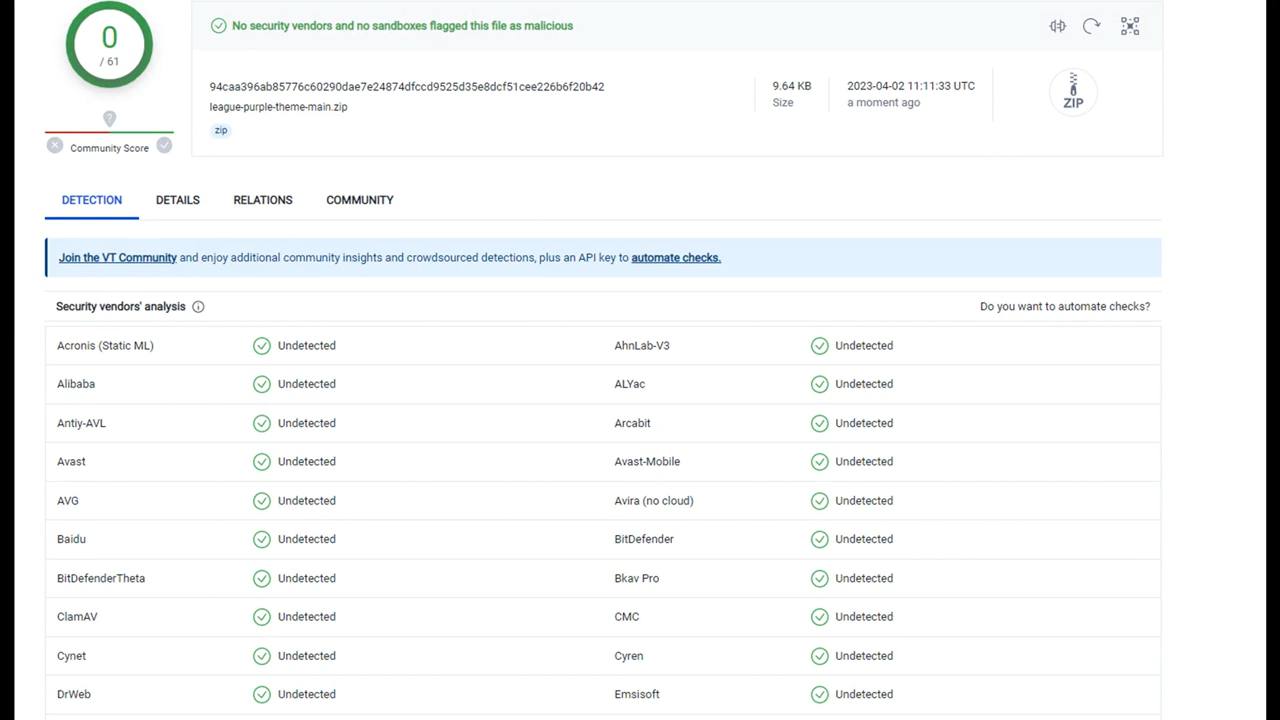 0
/ 61
Community Score
No security vendors and no sandboxes flagged this file as malicious
94caa396ab85776c60290dae7e24874dfccd9525d35e8dcf51cee226b6f20b42
league-purple-theme-main.zip
zip
9.64 KB
Size
2023-04-02 11:11:33 UTC
a moment ago
ZIP
DETECTION DETAILS RELATIONS COMMUNITY
Join the VT Community and enjoy additional community insights and crowdsourced detections, plus an API key to automate checks.
Security vendors' analysis Do you want to automate checks?
Acronis (Static ML) Undetected AhnLab-V3 Undetected
Alibaba Undetected ALYac Undetected
Antiy-AVL Undetected Arcabit Undetected
Avast Undetected Avast-Mobile Undetected
AVG Undetected Avira (no cloud) Undetected
Baidu Undetected BitDefender Undetected
BitDefenderTheta Undetected Bkav Pro Undetected
ClamAV Undetected CMC Undetected
Cynet Undetected Cyren Undetected
DrWeb Undetected Emsisoft Undetected